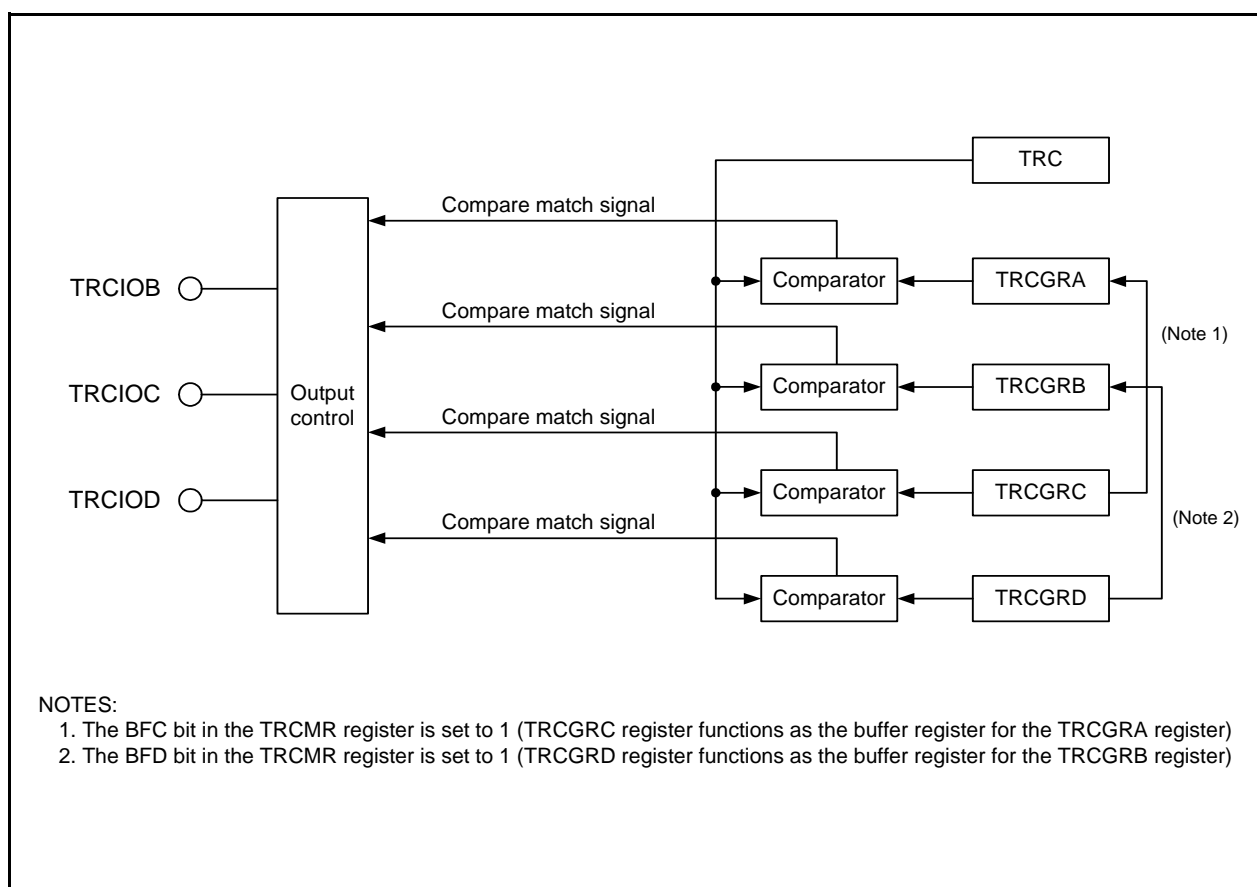 TRC
Compare match signal
Comparator
TRCGRA
TRCIOB
(Note 1)
Compare match signal
Comparator
TRCGRB
TRCIOC
Output
control
Compare match signal
Comparator
TRCGRC
TRCIOD
(Note 2)
Compare match signal
Comparator
TRCGRD
NOTES:
1. The BFC bit in the TRCMR register is set to 1 (TRCGRC register functions as the buffer register for the TRCGRA register)
2. The BFD bit in the TRCMR register is set to 1 (TRCGRD register functions as the buffer register for the TRCGRB register)